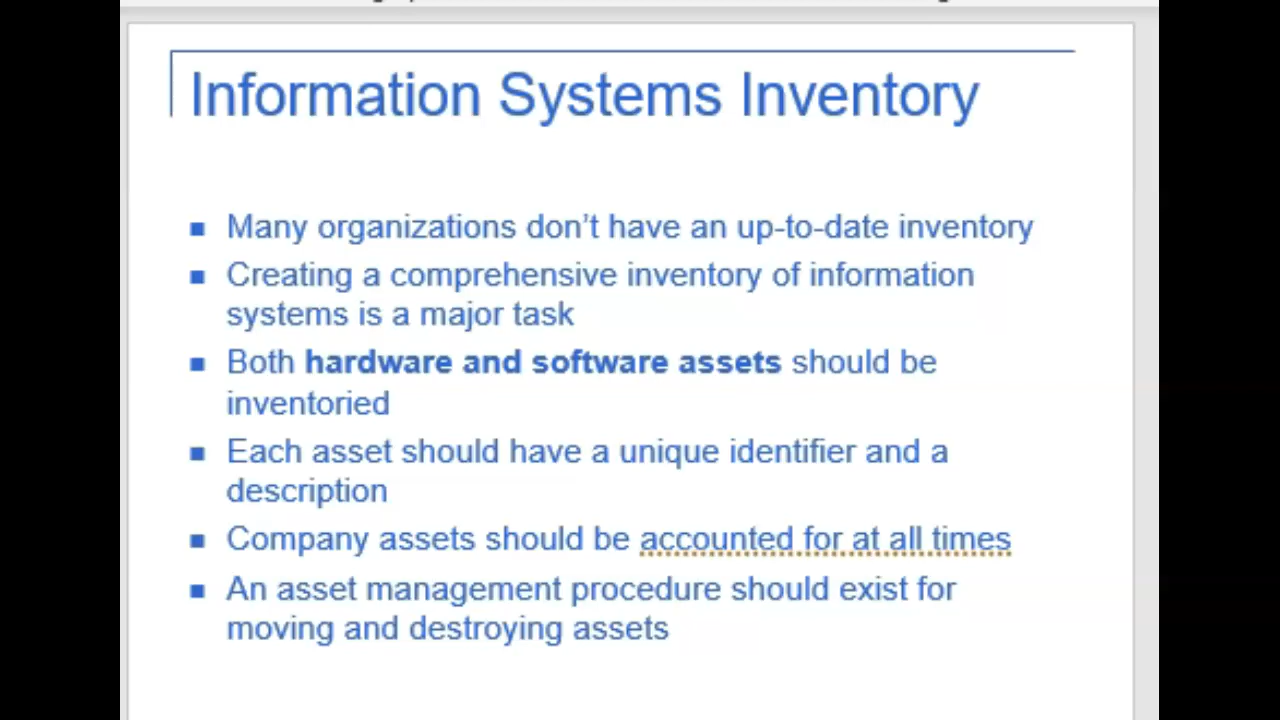 Information Systems Inventory
Many organizations don’t have an up-to-date inventory
Creating a comprehensive inventory of information
systems is a major task
Both hardware and software assets should be
inventoried
Each asset should have a unique identifier and a
description
Company assets should be accounted for at all times
An asset management procedure should exist for
moving and destroying assets